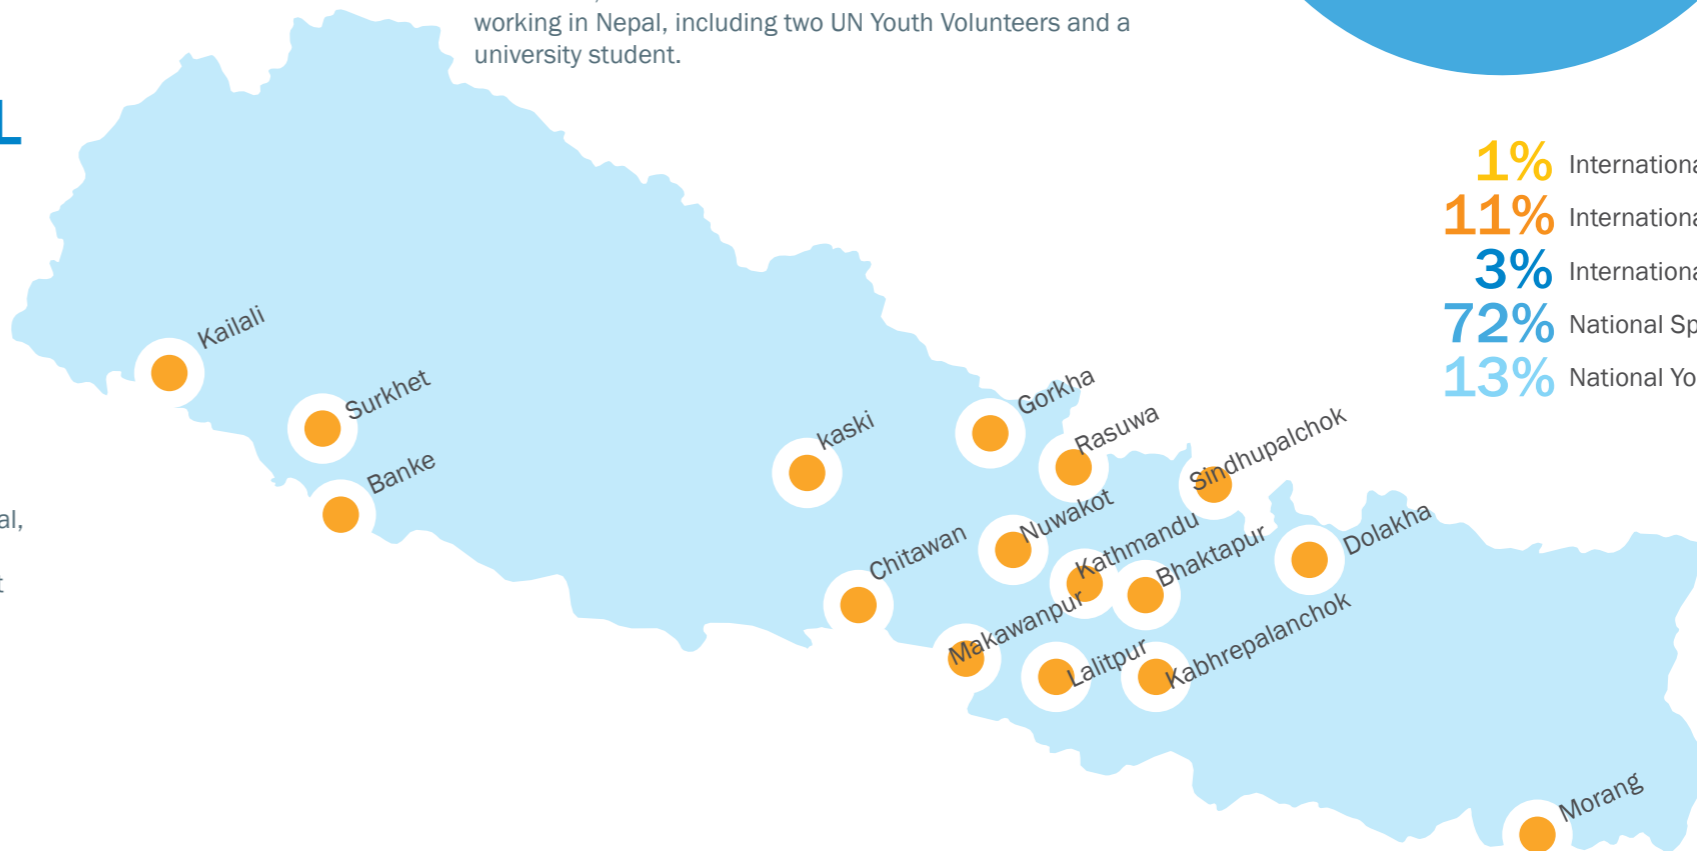 working in Nepal, including two UN Youth Volunteers and a
university student.
L
1% Internationa
11% Internationa
3% Internationa
72% National Sp
13% National Yo
Kailali
Surkhet
Banke
kaski
Gorkha
Rasuwa
Sindhupalchok
Nuwakot
Kathmandu
Bhaktapur
Dolakha
Chitawan
Makawanpur
Lalitpur
Kabhrepalanchok
Morang
al,
t